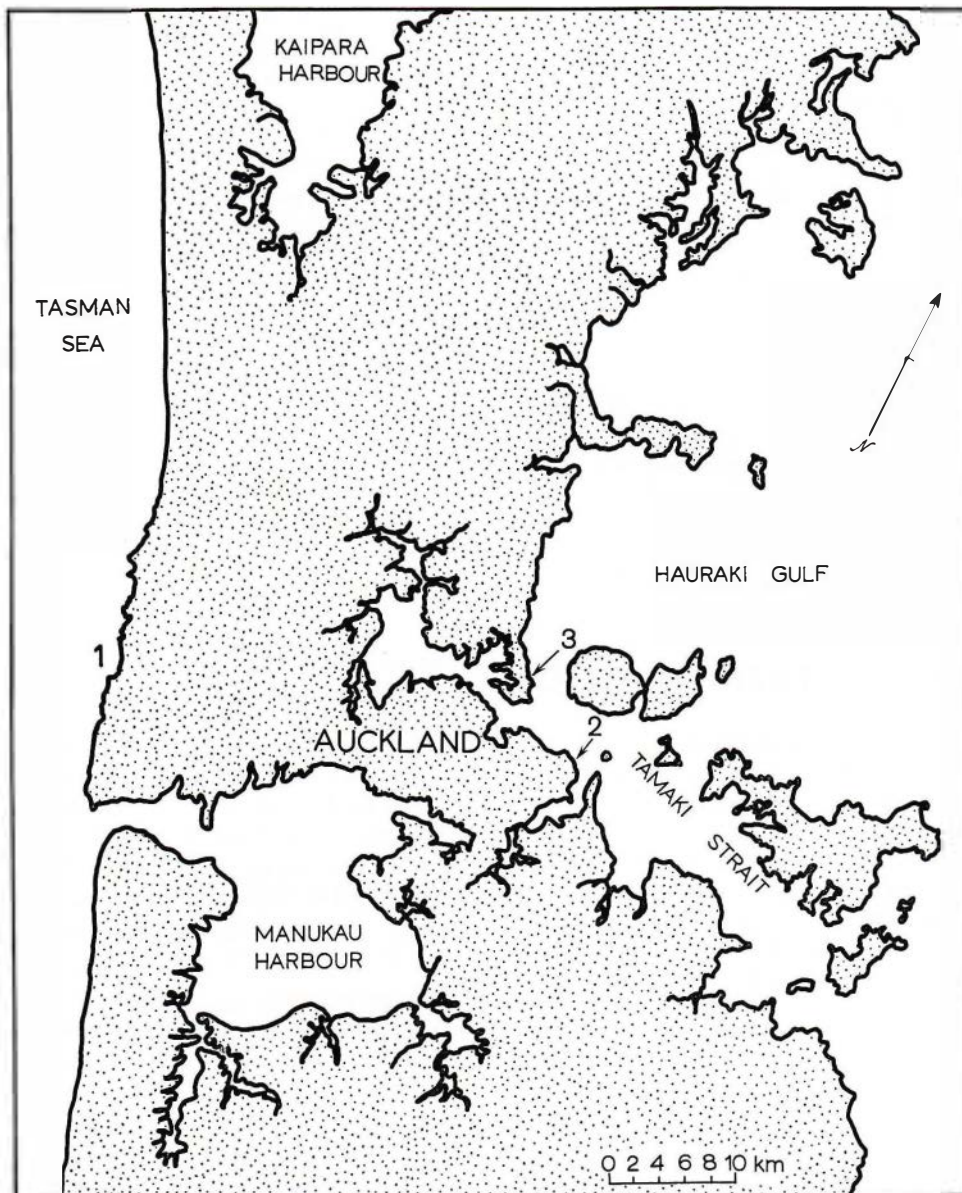 KAIPARA
HARBOUR
TASMAN
SEA
N
HAURAKI GULF
1
3
2
AUCKLAND
TAMAKI
STRAIT
MANUKAU
HARBOUR
0 2 4 6 8 10 km